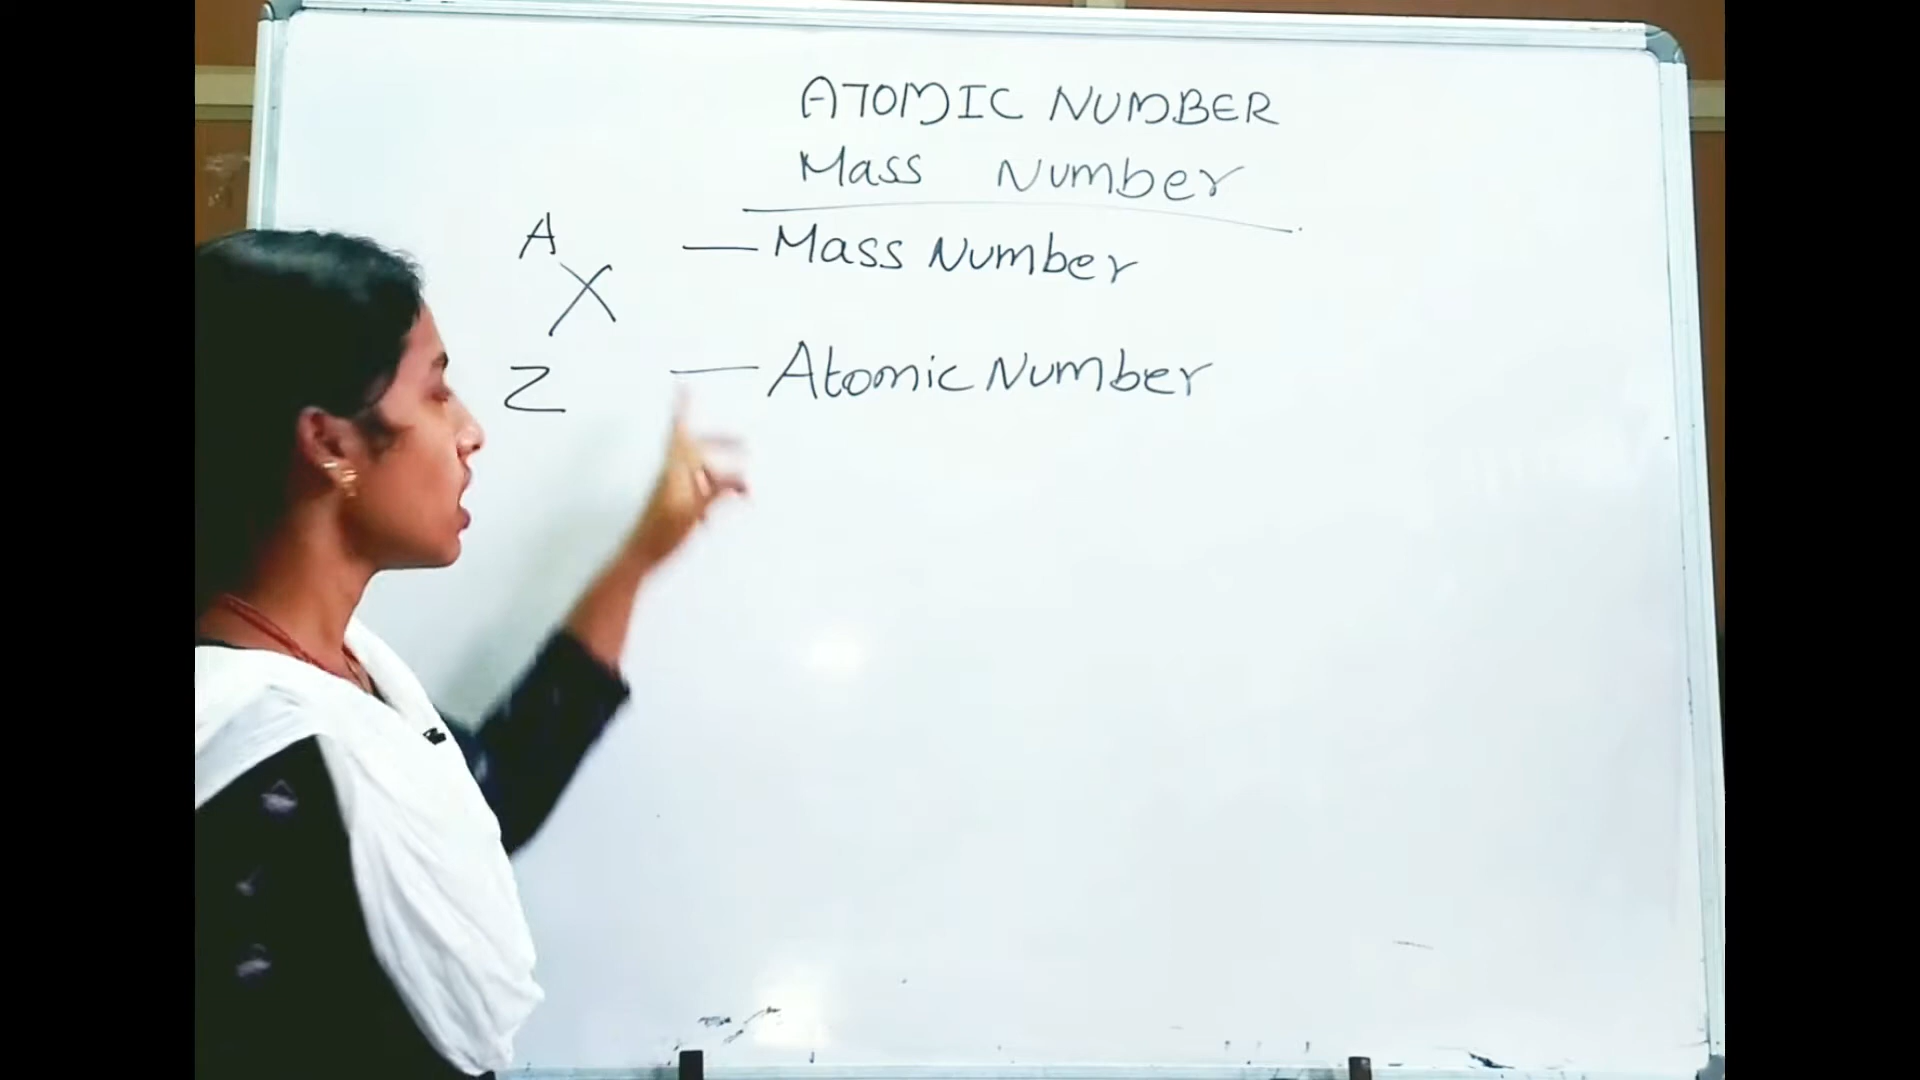 ATOMIC NUMBER
Mass Number
A — Mass Number
X
Z — Atomic Number